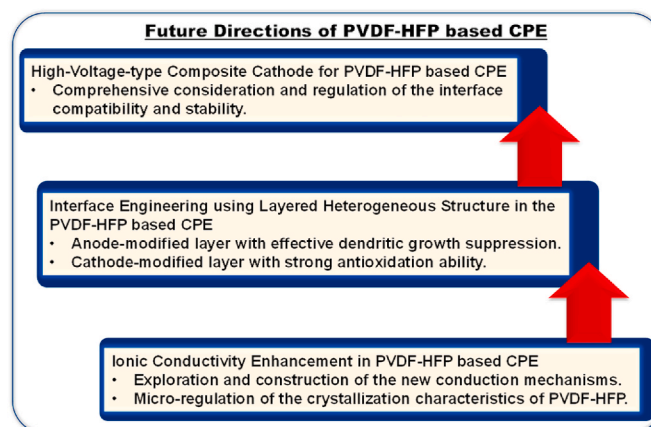 Future Directions of PVDF-HFP based CPE
High-Voltage-type Composite Cathode for PVDF-HFP based CPE
• Comprehensive consideration and regulation of the interface
compatibility and stability.
Interface Engineering using Layered Heterogeneous Structure in the
PVDF-HFP based CPE
• Anode-modified layer with effective dendritic growth suppression.
• Cathode-modified layer with strong antioxidation ability.
Ionic Conductivity Enhancement in PVDF-HFP based CPE
• Exploration and construction of the new conduction mechanisms.
• Micro-regulation of the crystallization characteristics of PVDF-HFP.